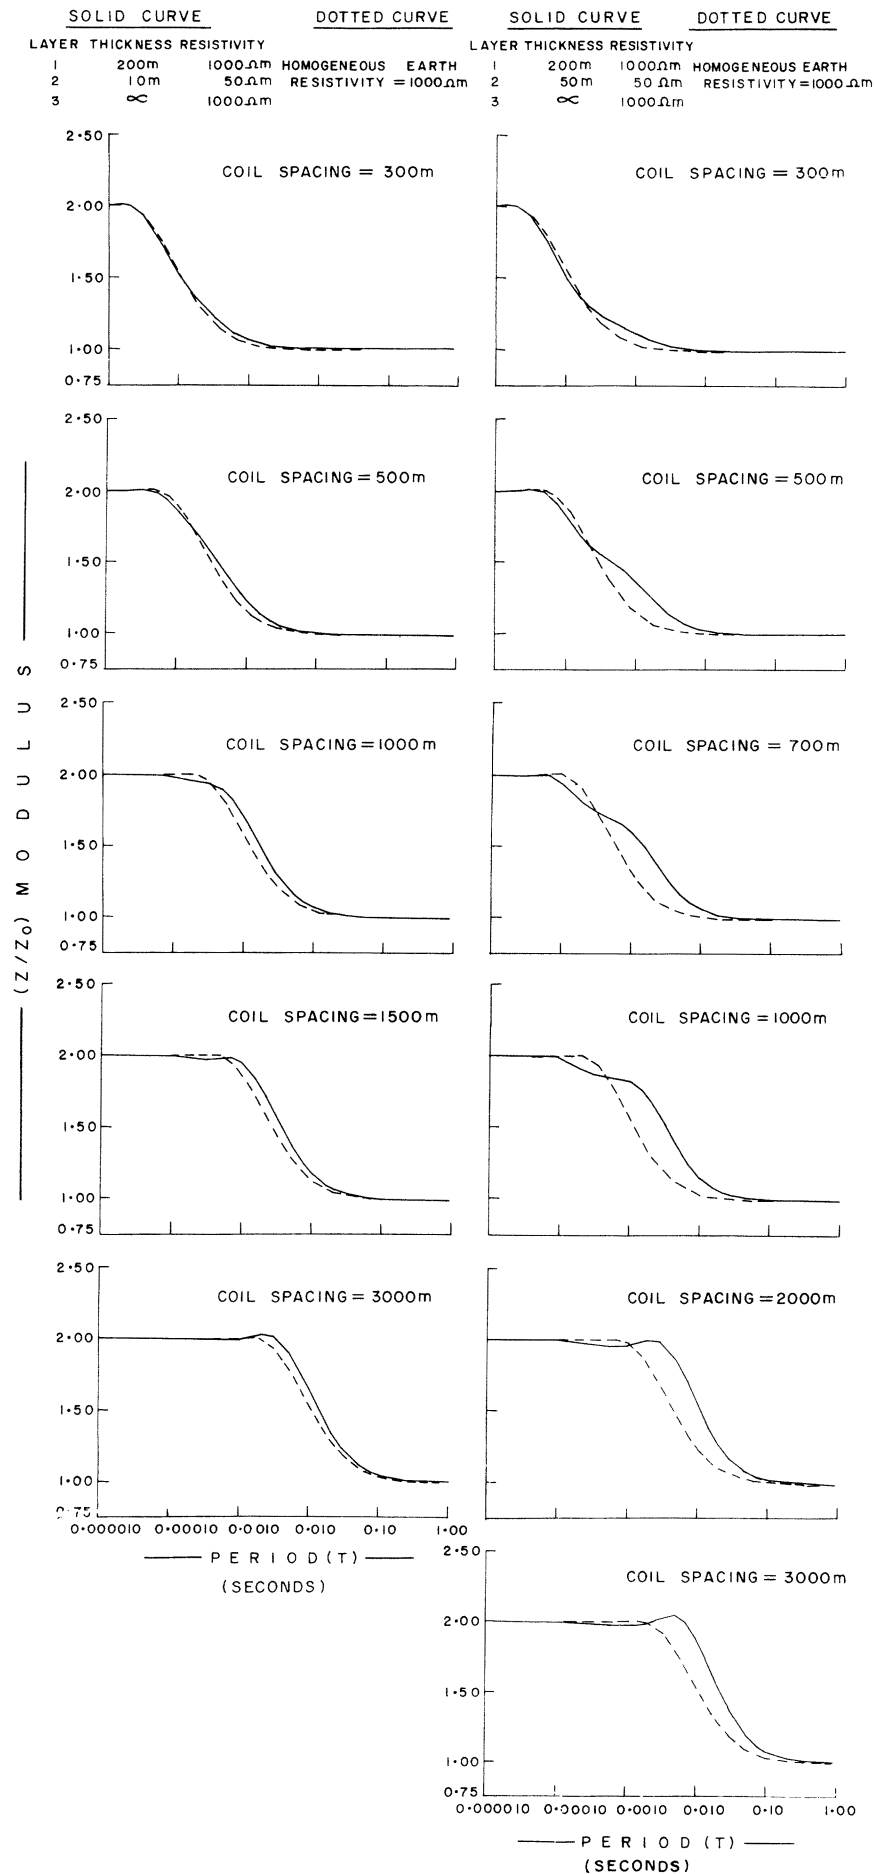 SOLID CURVE DOTTED CURVE SOLID CURVE DOTTED CURVE
LAYER THICKNESS RESISTIVITY LAYER THICKNESS RESISTIVITY
1 200m 1000Ωm HOMOGENEOUS EARTH 1 200m 1000Ωm HOMOGENEOUS EARTH
2 10m 50Ωm RESISTIVITY = 1000Ωm 2 50m 50Ωm RESISTIVITY = 1000Ωm
3 ∝ 1000Ωm 3 ∝ 1000Ωm
2·50
COIL SPACING = 300m COIL SPACING = 300m
2·00
1·50
1·00
0·75
2·50
COIL SPACING = 500m COIL SPACING = 500m
2·00
1·50
1·00
0·75
2·50
COIL SPACING = 1000m COIL SPACING = 700m
2·00
1·50
1·00
0·75
(Z/Z₀) MODULUS
2·50
COIL SPACING = 1500m COIL SPACING = 1000m
2·00
1·50
1·00
0·75
2·50
COIL SPACING = 3000m COIL SPACING = 2000m
2·00
1·50
1·00
0·75
0·000010 0·00010 0·0010 0·010 0·10 1·00
PERIOD (T)
(SECONDS)
2·50
COIL SPACING = 3000m
2·00
1·50
1·00
0·75
0·000010 0·00010 0·0010 0·010 0·10 1·00
PERIOD (T)
(SECONDS)